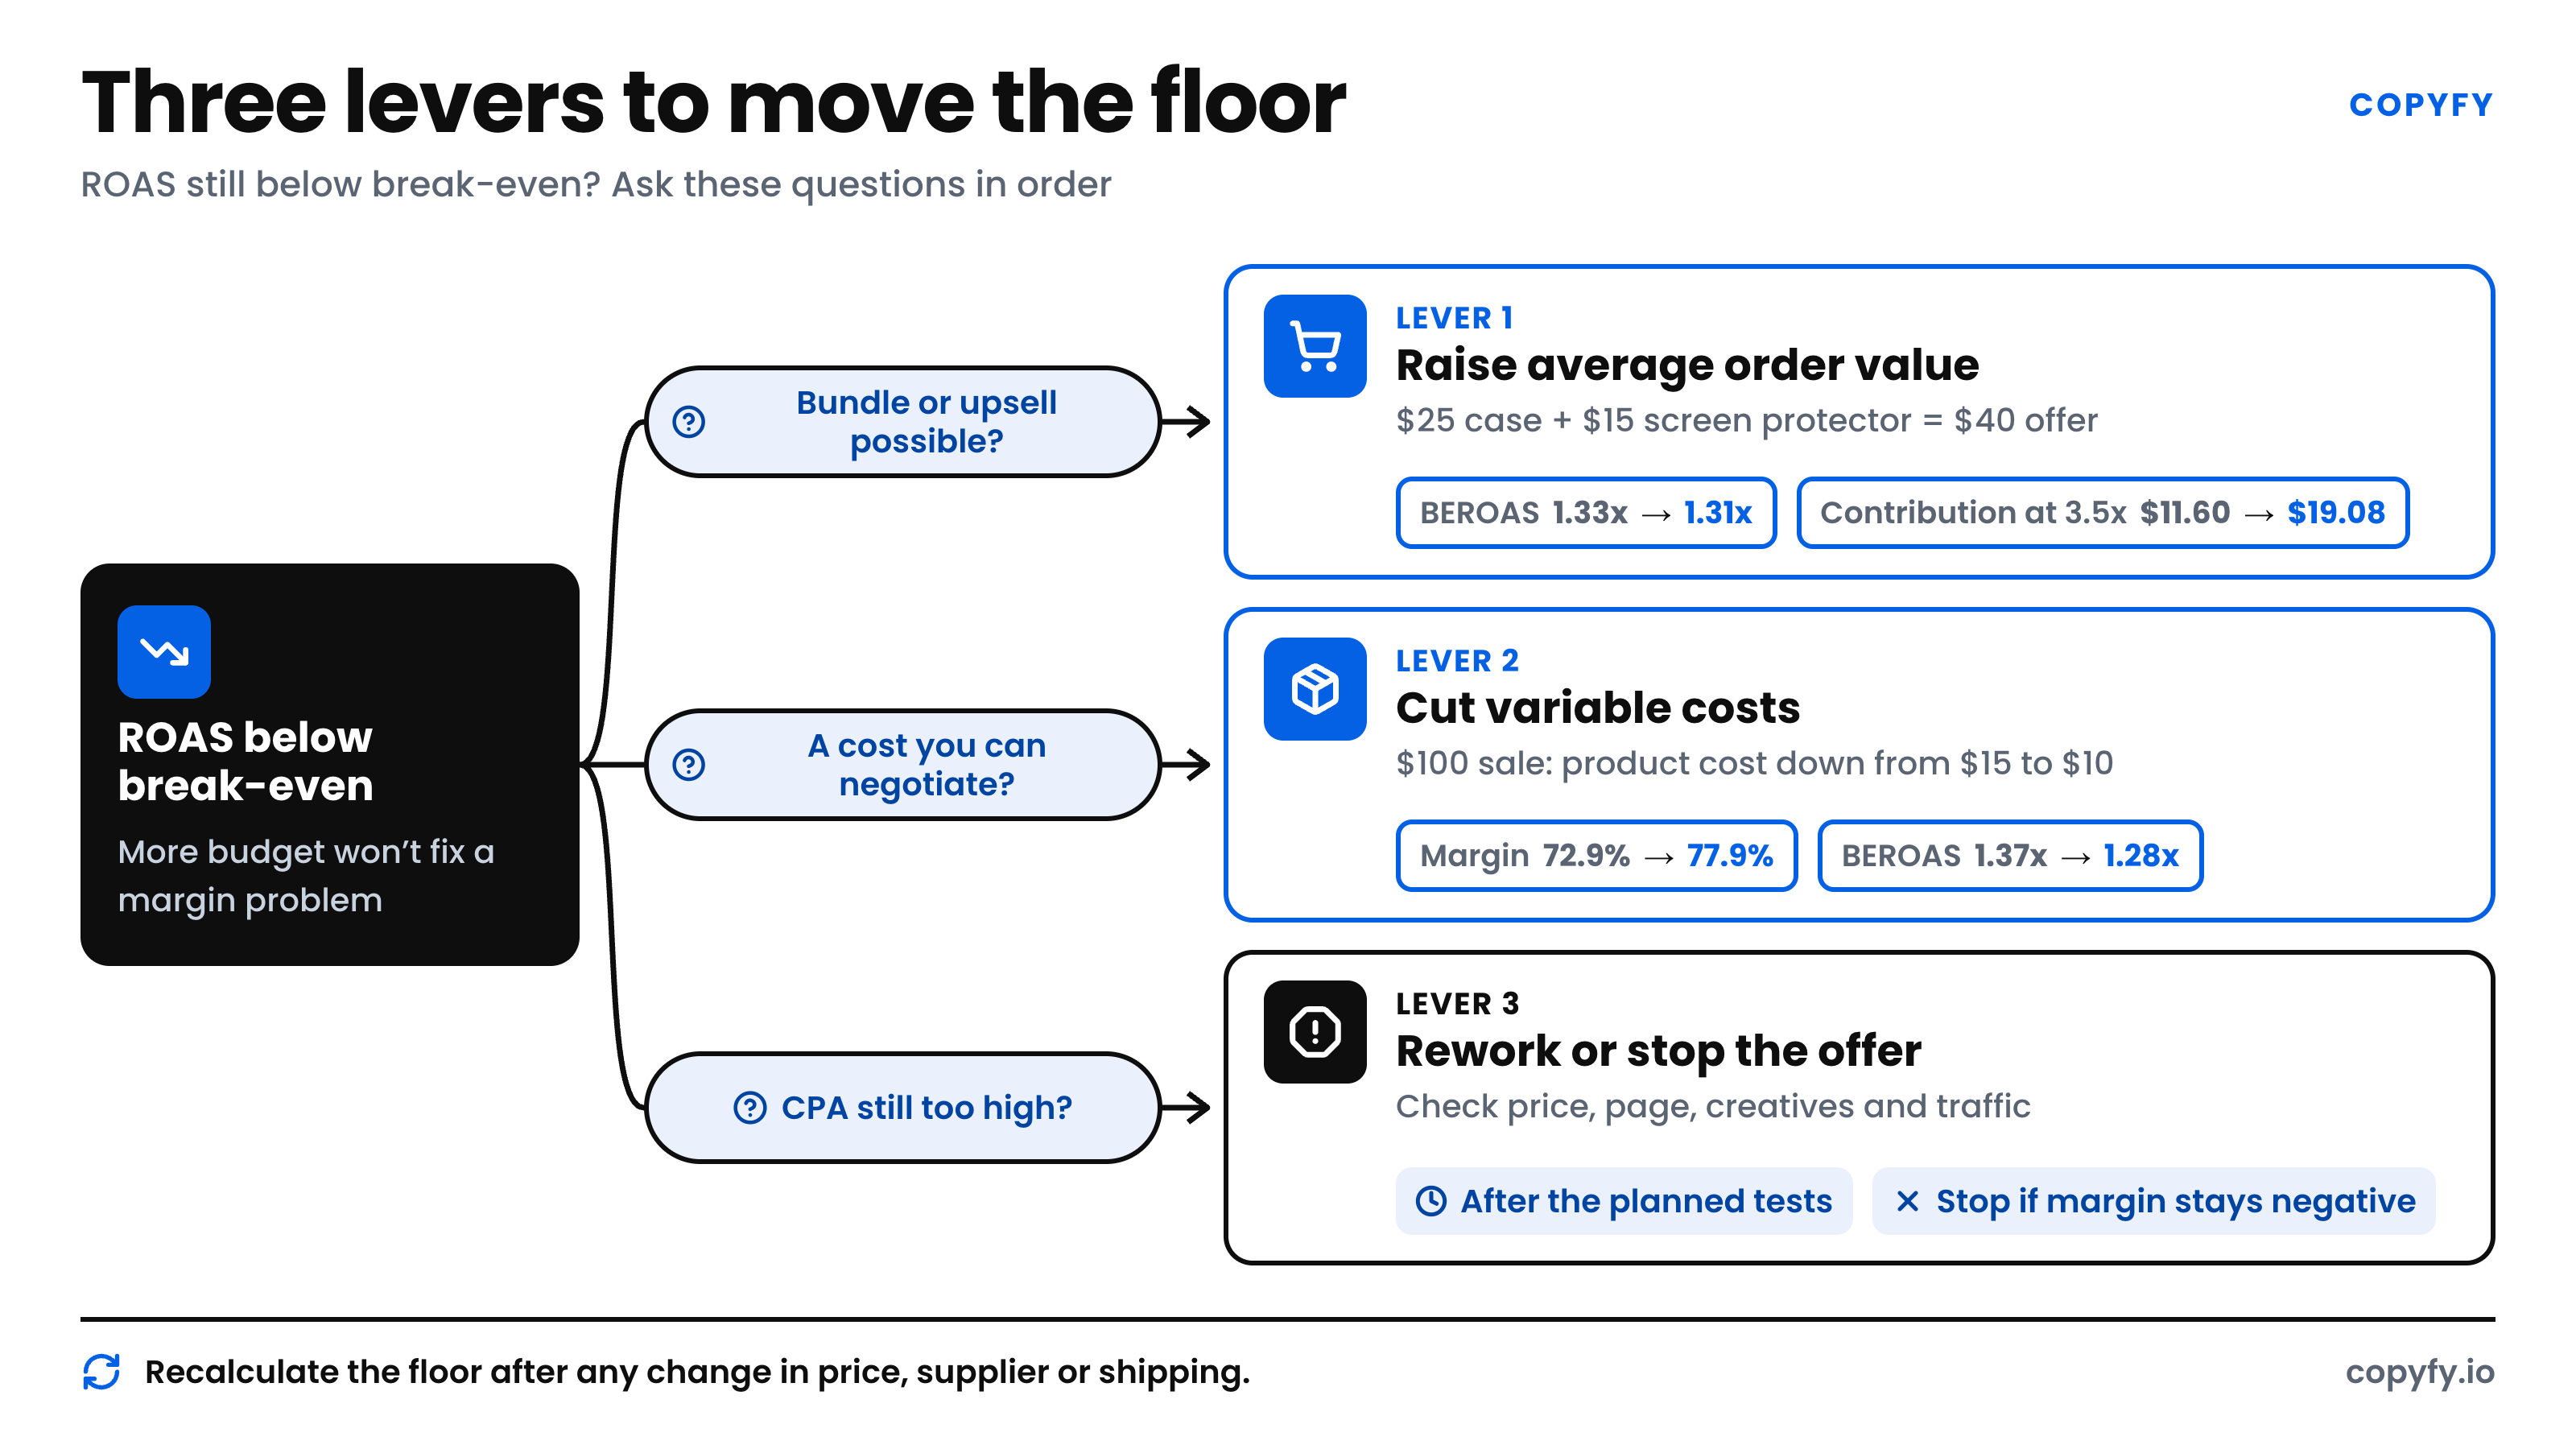 Three levers to move the floor
COPYFY
ROAS still below break-even? Ask these questions in order
ROAS below
break-even
More budget won’t fix a
margin problem
Bundle or upsell
possible?
LEVER 1
Raise average order value
$25 case + $15 screen protector = $40 offer
BEROAS 1.33x → 1.31x
Contribution at 3.5x $11.60 → $19.08
A cost you can
negotiate?
LEVER 2
Cut variable costs
$100 sale: product cost down from $15 to $10
Margin 72.9% → 77.9%
BEROAS 1.37x → 1.28x
CPA still too high?
LEVER 3
Rework or stop the offer
Check price, page, creatives and traffic
After the planned tests
Stop if margin stays negative
Recalculate the floor after any change in price, supplier or shipping.
copyfy.io